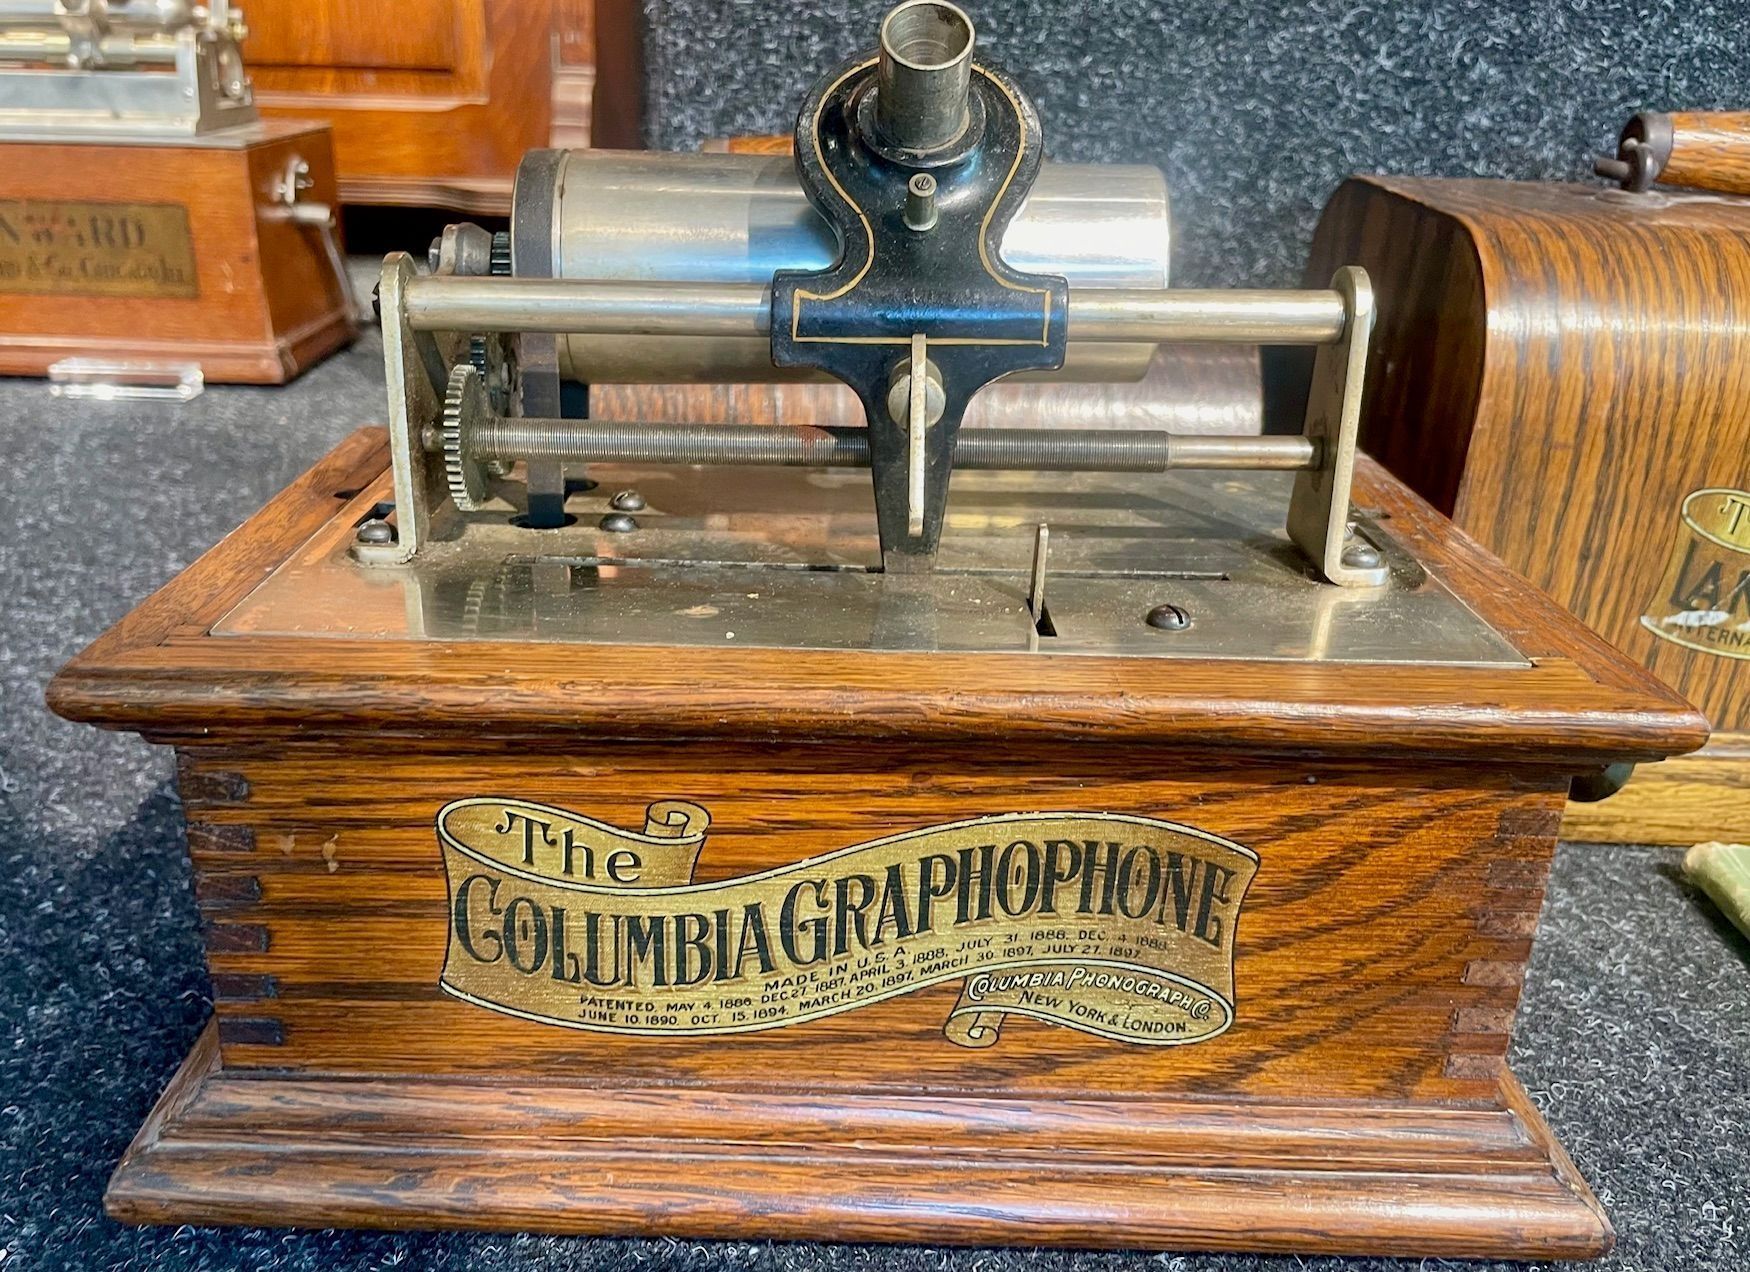 The
COLUMBIA GRAPHOPHONE
MADE IN U.S.A.
PATENTED, MAY 4, 1886, DEC. 27, 1887, APRIL 3, 1888, JULY 31, 1888, DEC. 4, 1888,
JUNE 10, 1890, OCT. 15, 1894, MARCH 20, 1897, MARCH 30, 1897, JULY 27, 1897.
COLUMBIA PHONOGRAPH CO.
NEW YORK & LONDON.